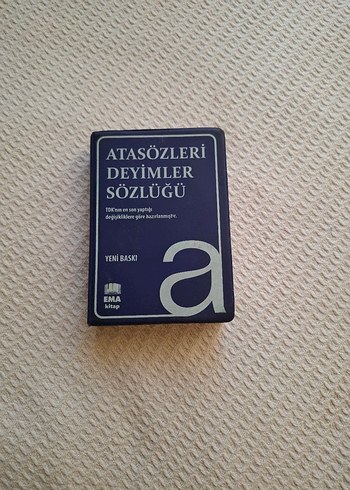 ATASÖZLERİ
DEYİMLER
SÖZLÜĞÜ
TDK'nın en son yaptığı
değişikliklere göre hazırlanmıştır.
YENİ BASKI
a
EMA
kitap